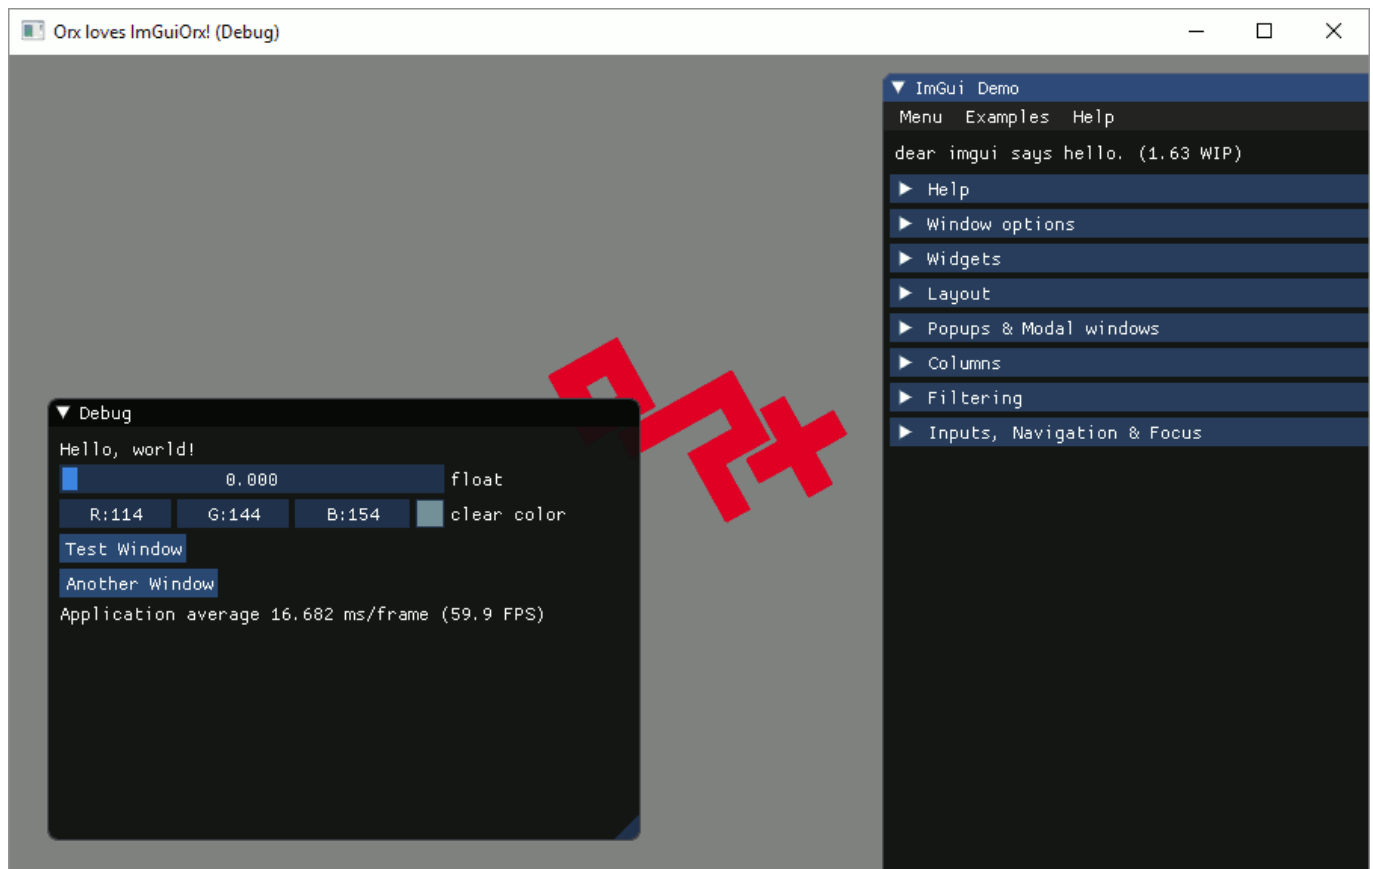 Orx loves ImGuiOrx! (Debug)
ImGui Demo
Menu Examples Help
dear imgui says hello. (1.63 WIP)
Help
Window options
Widgets
Layout
Popups & Modal windows
Columns
Filtering
Inputs, Navigation & Focus
orx
Debug
Hello, world!
0.000 float
R:114 G:144 B:154 clear color
Test Window
Another Window
Application average 16.682 ms/frame (59.9 FPS)